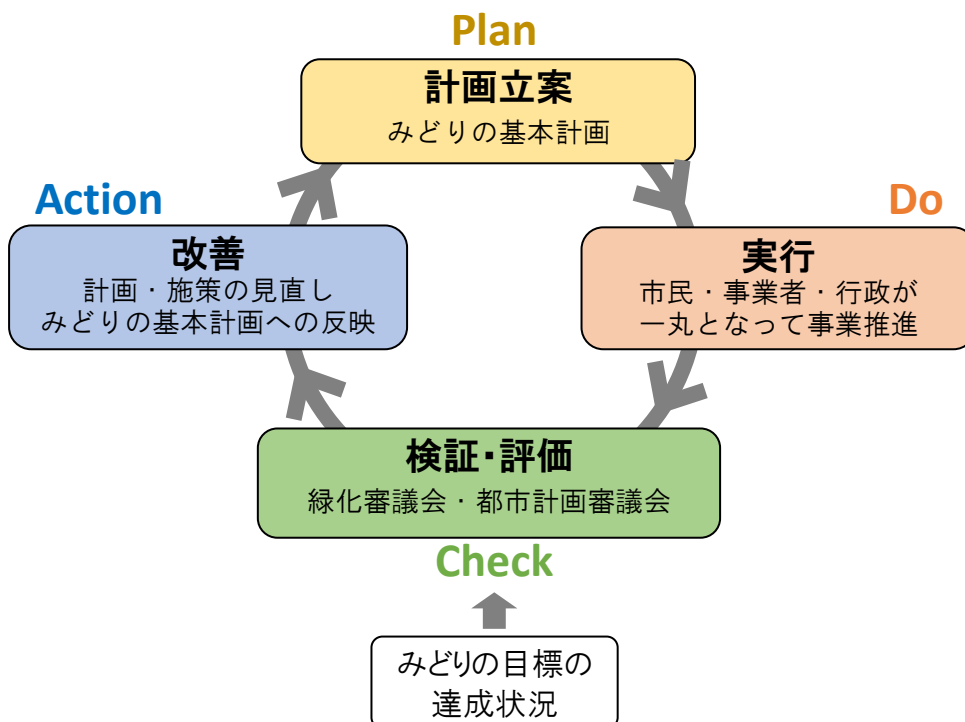 Plan
計画立案
みどりの基本計画
Action
改善
計画・施策の見直し
みどりの基本計画への反映
Do
実行
市民・事業者・行政が
一丸となって事業推進
検証・評価
緑化審議会・都市計画審議会
Check
みどりの目標の
達成状況